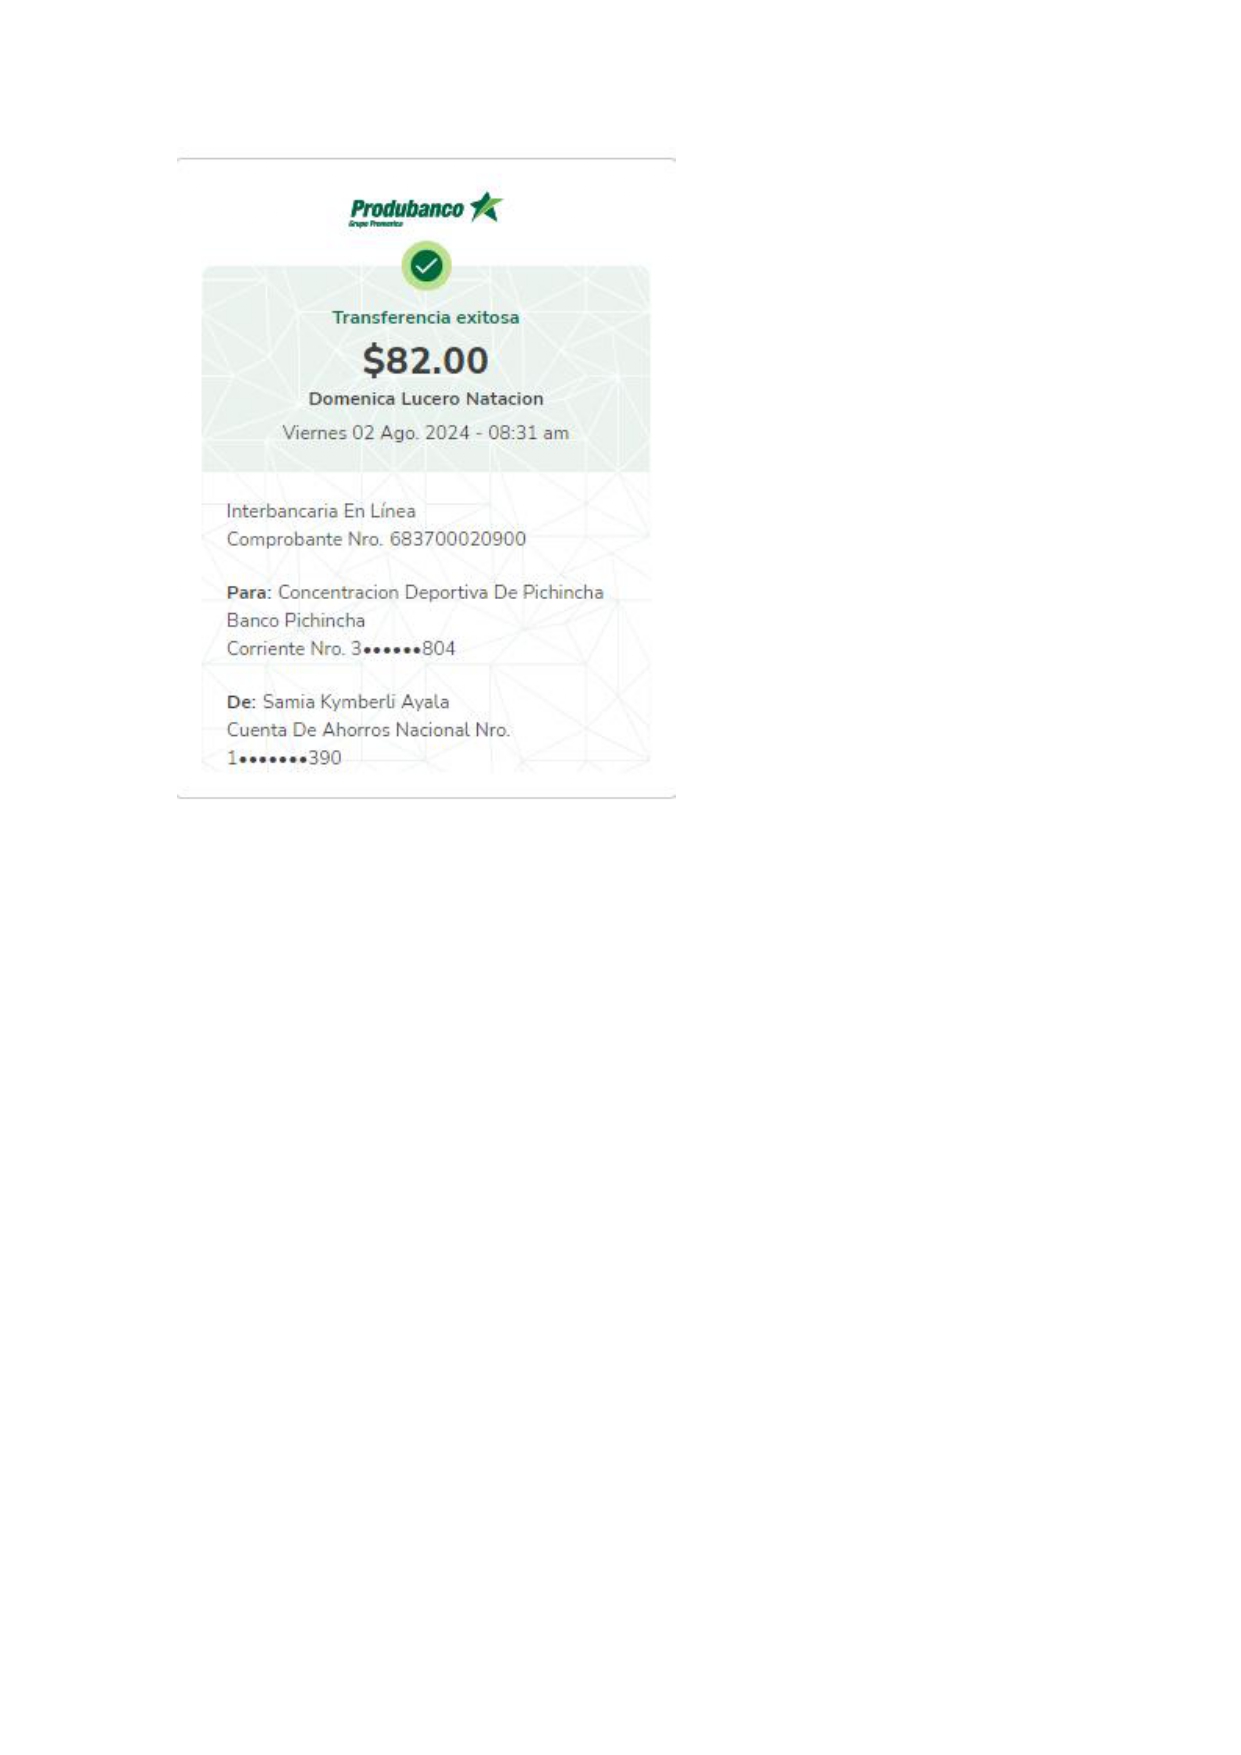 Produbanco
Grupo Promerica
Transferencia exitosa
$82.00
Domenica Lucero Natacion
Viernes 02 Ago. 2024 - 08:31 am
Interbancaria En Línea
Comprobante Nro. 683700020900
Para: Concentracion Deportiva De Pichincha
Banco Pichincha
Corriente Nro. 3••••••804
De: Samia Kymberli Ayala
Cuenta De Ahorros Nacional Nro.
1•••••••390